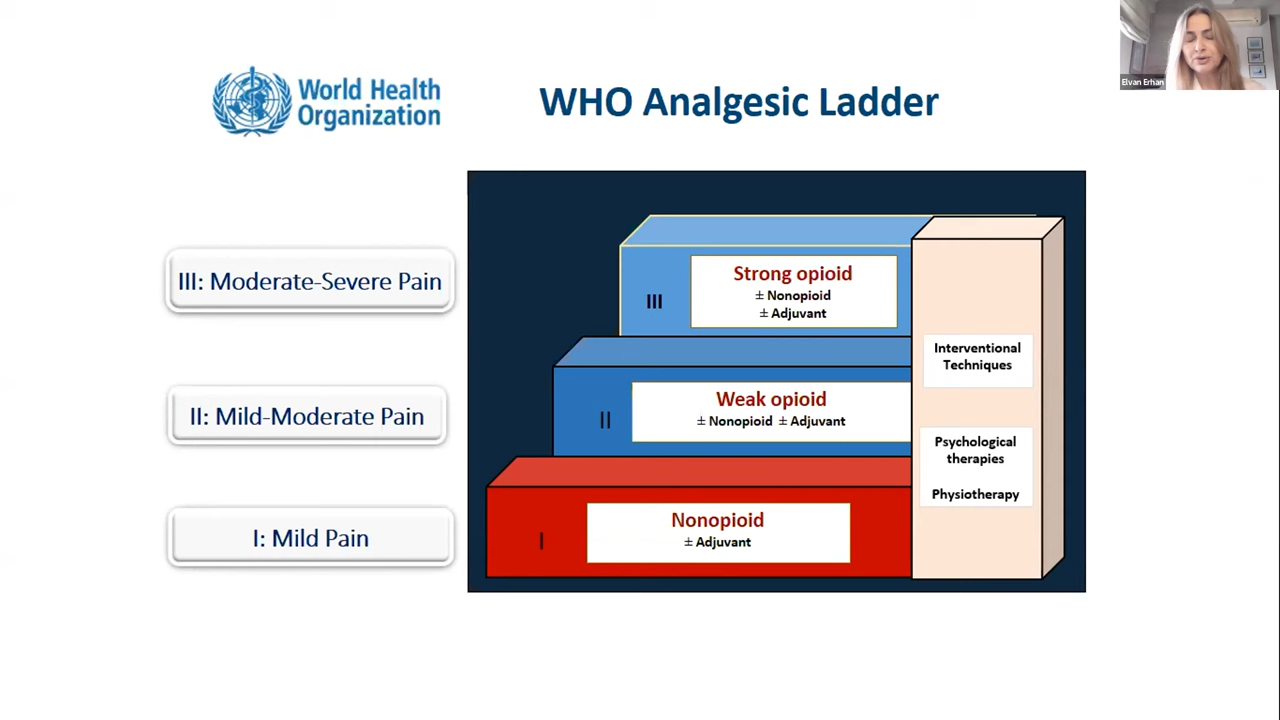 World Health
Organization
WHO Analgesic Ladder
Elvan Erhan
III: Moderate-Severe Pain
II: Mild-Moderate Pain
I: Mild Pain
III
Strong opioid
± Nonopioid
± Adjuvant
II
Weak opioid
± Nonopioid ± Adjuvant
I
Nonopioid
± Adjuvant
Interventional
Techniques
Psychological
therapies
Physiotherapy